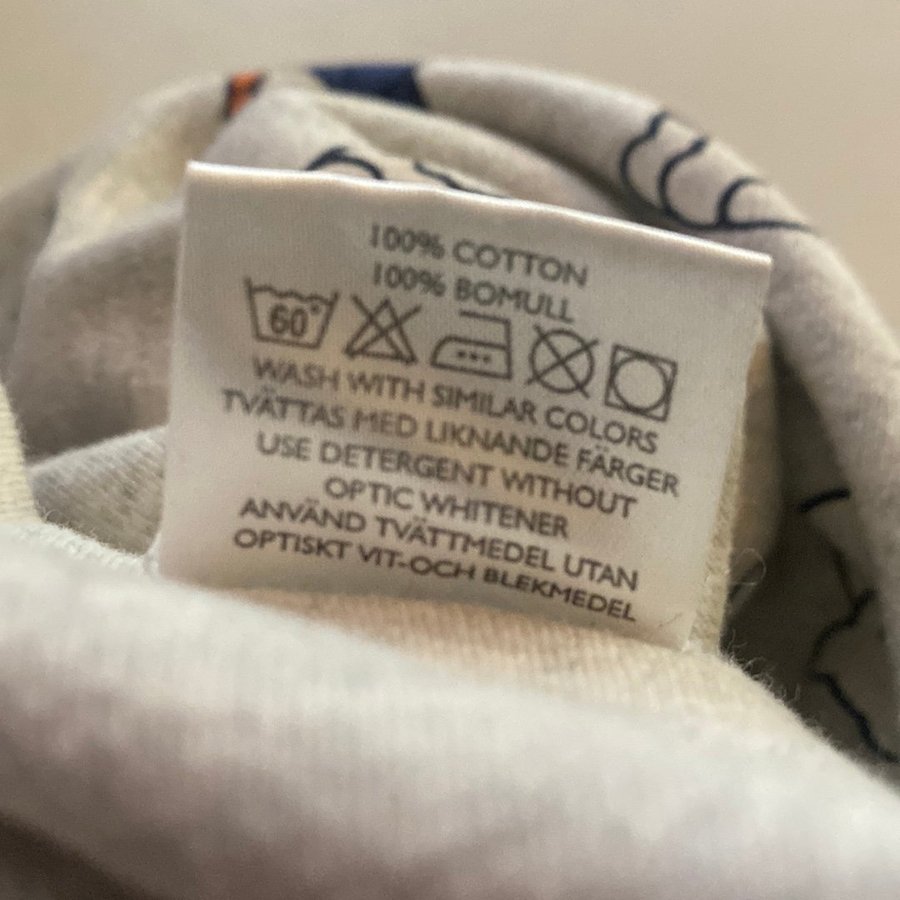 100% COTTON
100% BOMULL
60°
WASH WITH SIMILAR COLORS
TVÄTTAS MED LIKNANDE FÄRGER
USE DETERGENT WITHOUT
OPTIC WHITENER
ANVÄND TVÄTTMEDEL UTAN
OPTISKT VIT-OCH BLEKMEDEL